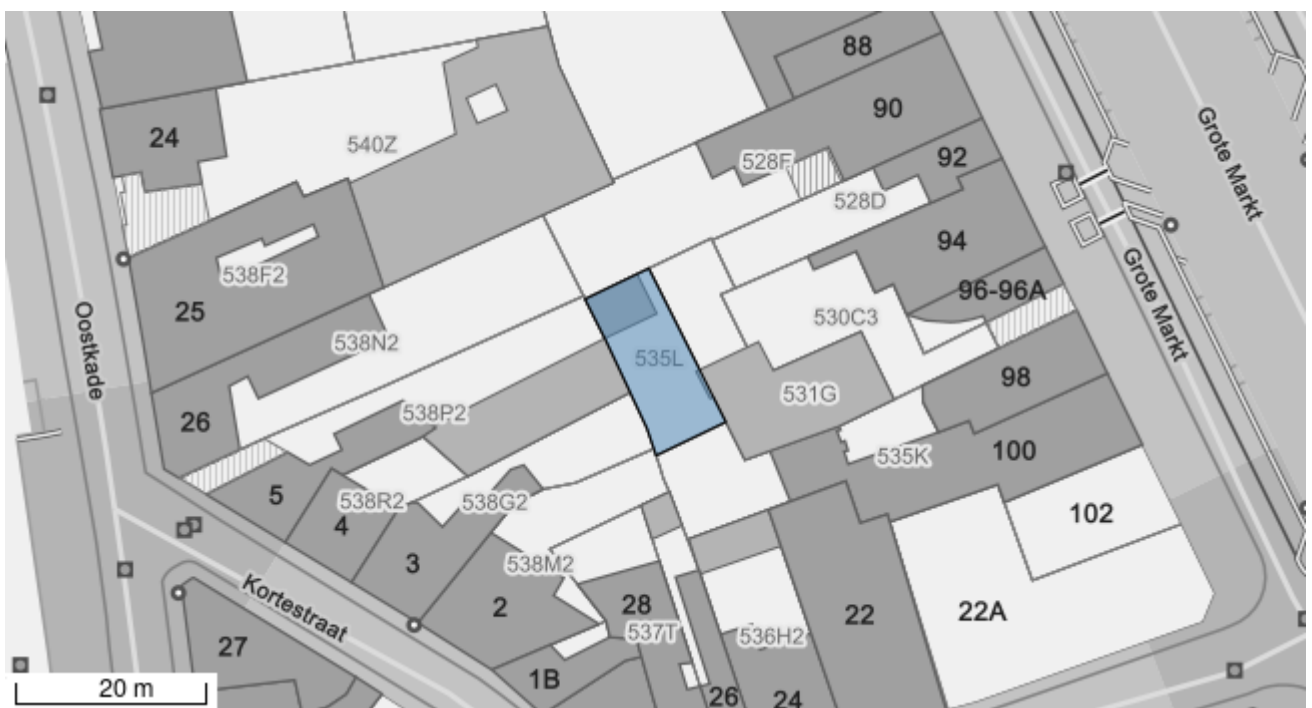 88
90
24
Grote Markt
540Z
528F
92
528D
94
Grote Markt
538F2
25
96-96A
Oostkade
530C3
538N2
535L
98
531G
538P2
26
100
535K
5
538R2
538G2
4
102
3
538M2
2
28
22
22A
Kortestraat
537T
536H2
27
1B
20 m
26
24